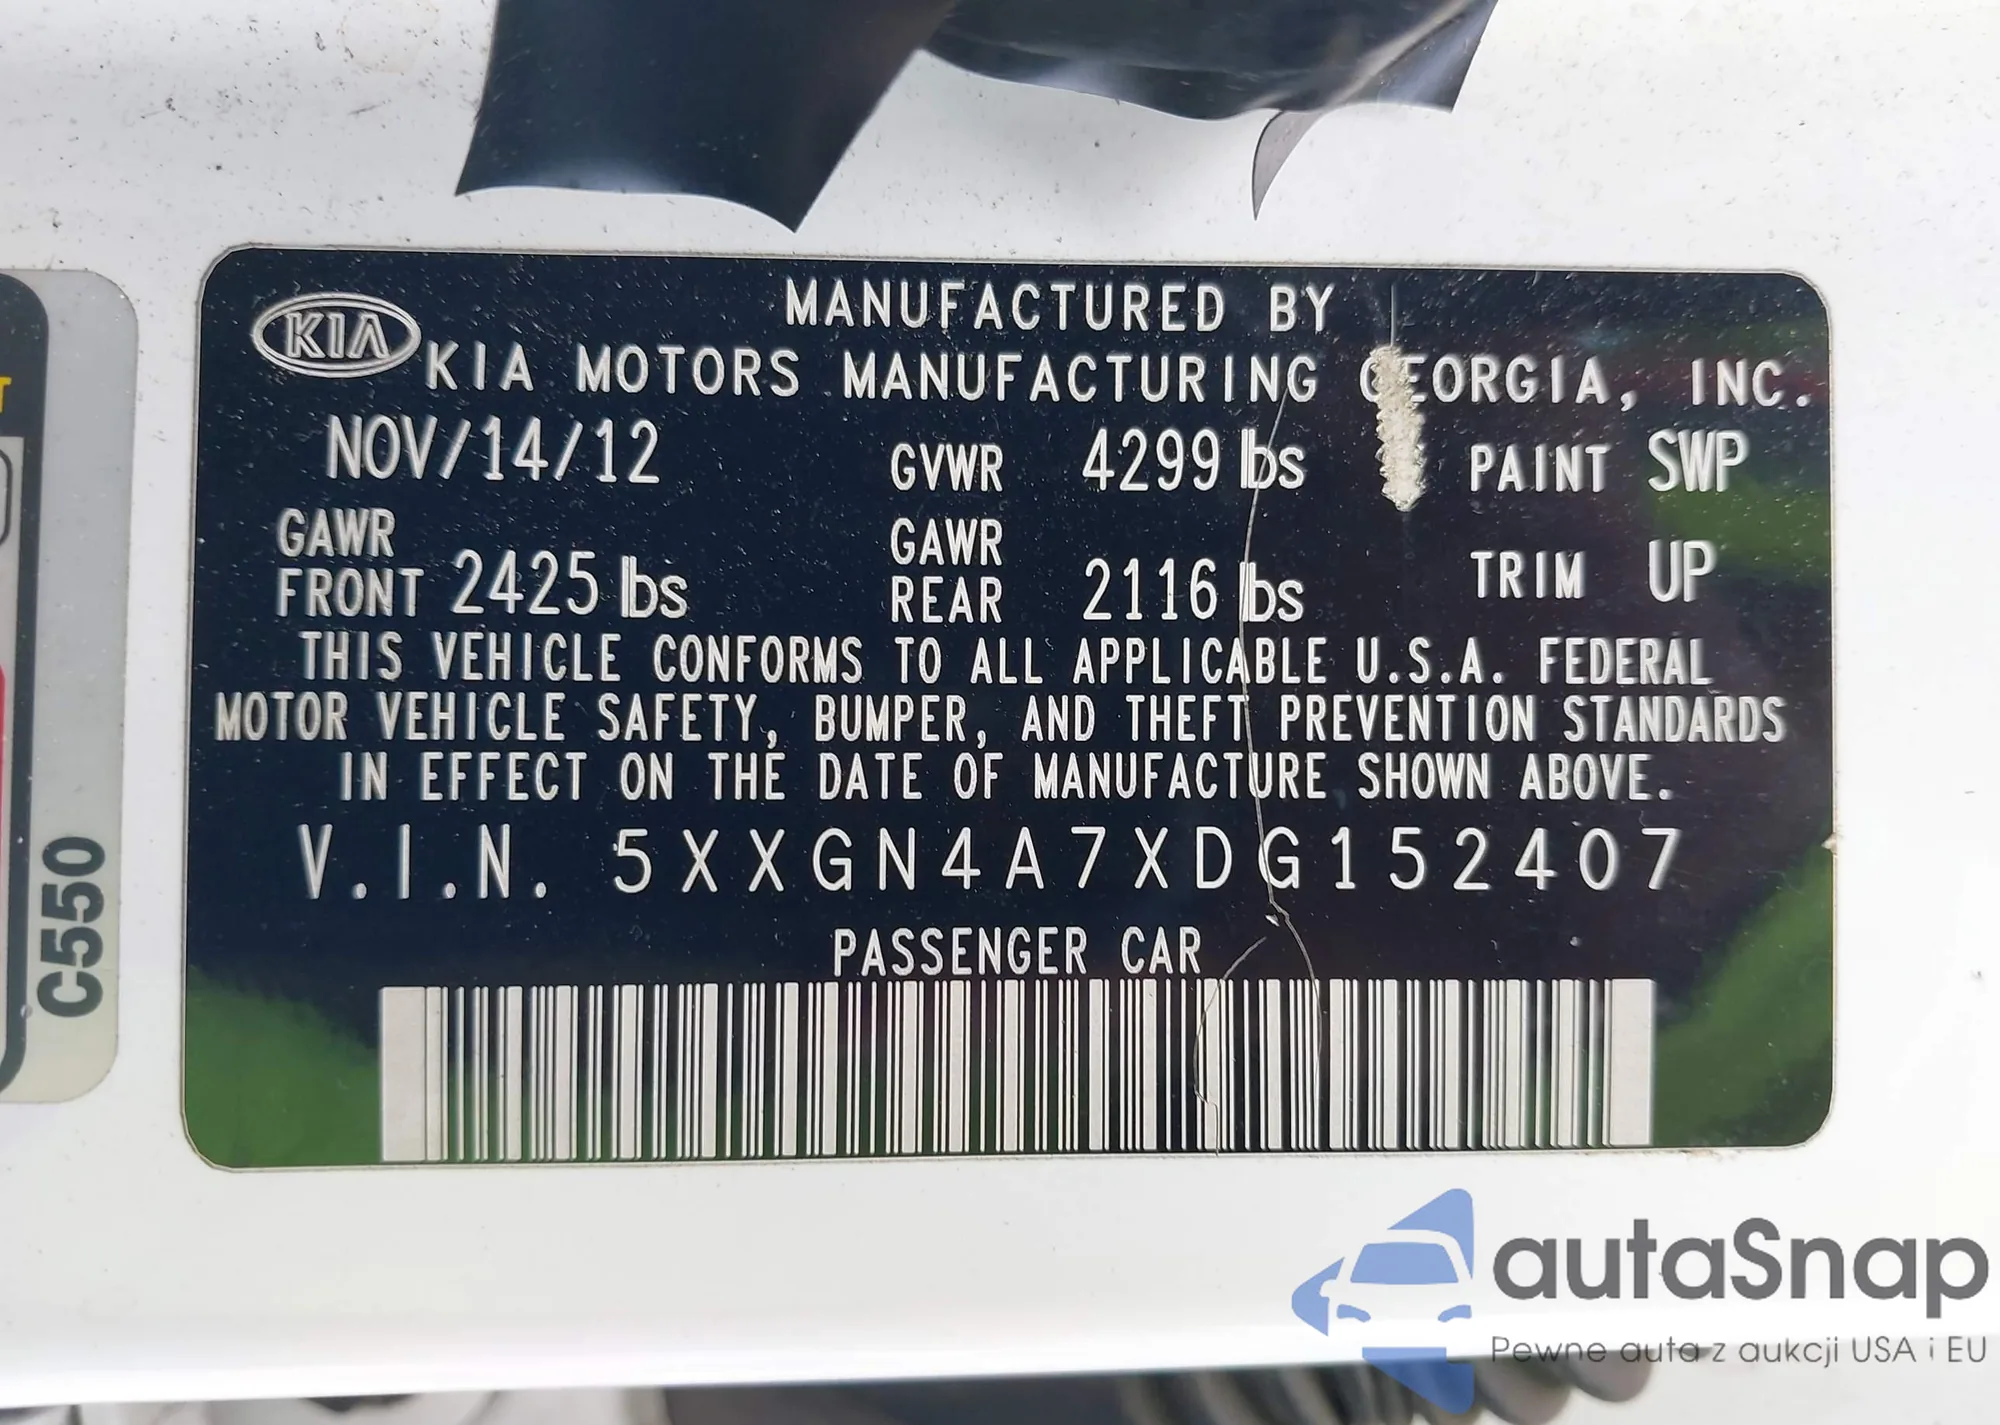 KIA
MANUFACTURED BY
KIA MOTORS MANUFACTURING GEORGIA, INC.
NOV/14/12 GVWR 4299 lbs PAINT SWP
GAWR FRONT 2425 lbs GAWR REAR 2116 lbs TRIM UP
THIS VEHICLE CONFORMS TO ALL APPLICABLE U.S.A. FEDERAL
MOTOR VEHICLE SAFETY, BUMPER, AND THEFT PREVENTION STANDARDS
IN EFFECT ON THE DATE OF MANUFACTURE SHOWN ABOVE.
V.I.N. 5XXGN4A7XDG152407
PASSENGER CAR
C550
T
autaSnap
Pewne auta z aukcji USA i EU